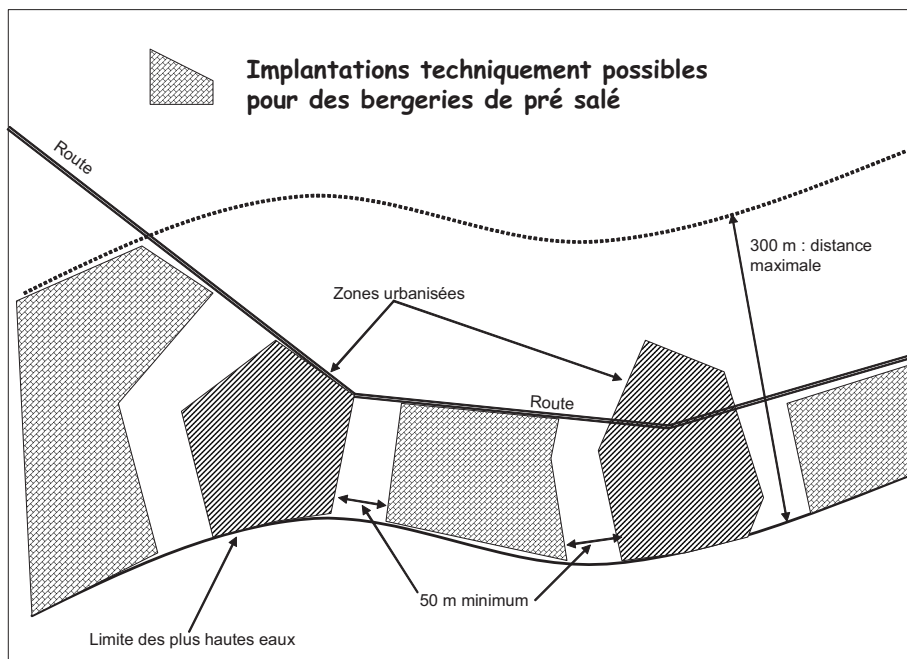 Implantations techniquement possibles
pour des bergeries de pré salé
Route
300 m : distance
maximale
Zones urbanisées
Route
50 m minimum
Limite des plus hautes eaux